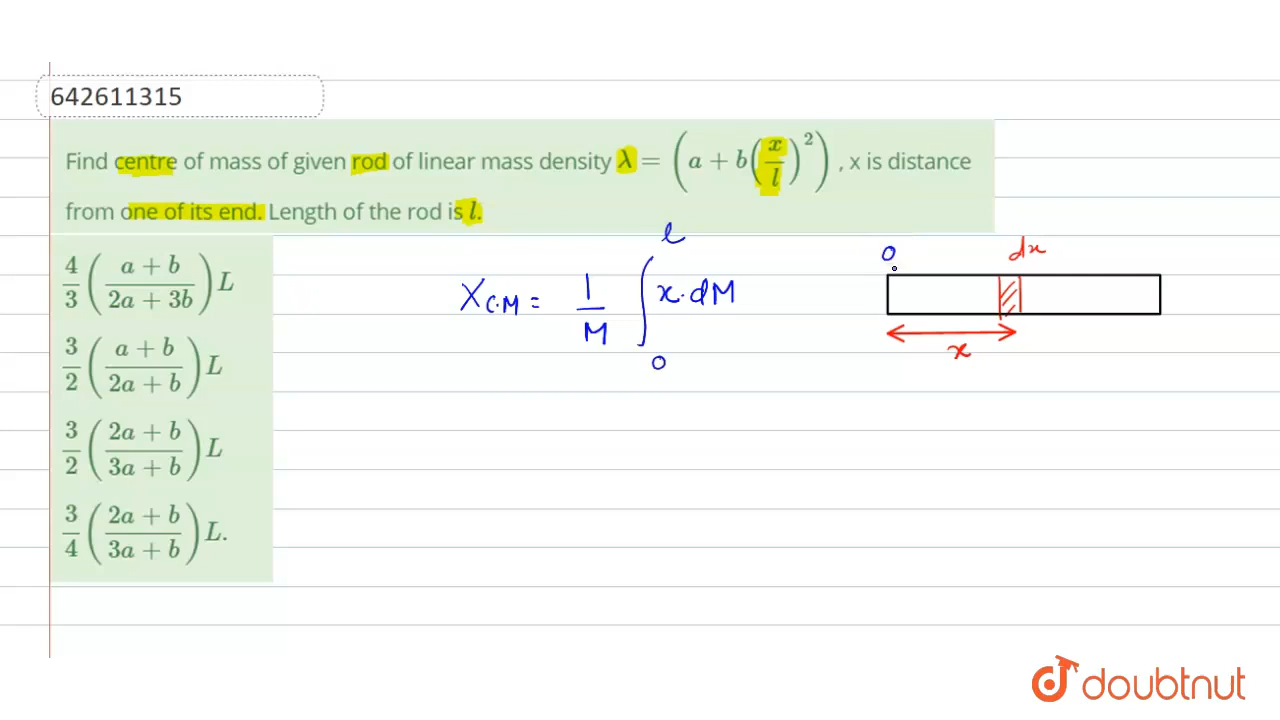 642611315
Find centre of mass of given rod of linear mass density λ = (a + b(x/l)²) , x is distance
from one of its end. Length of the rod is l.
4/3 ((a + b)/(2a + 3b)) L
3/2 ((a + b)/(2a + b)) L
3/2 ((2a + b)/(3a + b)) L
3/4 ((2a + b)/(3a + b)) L.
X_C.M = 1/M ∫₀^l x·dM
0
dx
x
doubtnut